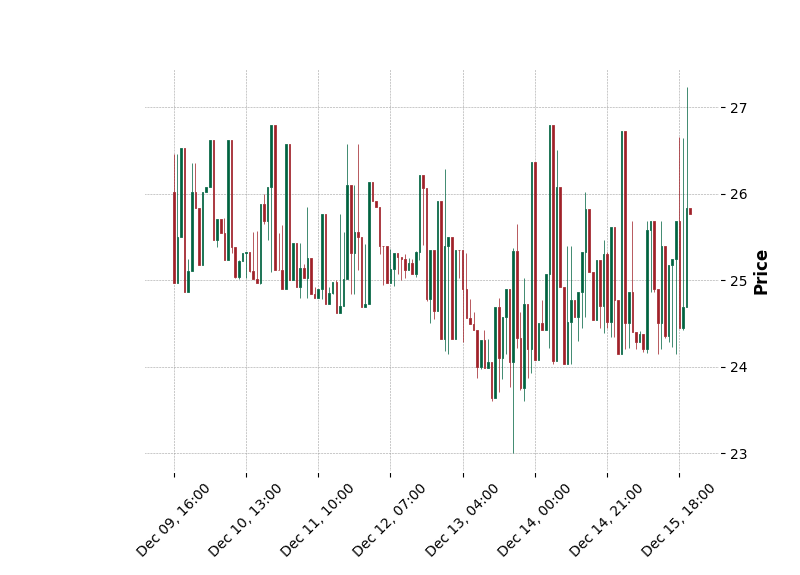 27
26
25
24
23
Price
Dec 09, 16:00
Dec 10, 13:00
Dec 11, 10:00
Dec 12, 07:00
Dec 13, 04:00
Dec 14, 00:00
Dec 14, 21:00
Dec 15, 18:00